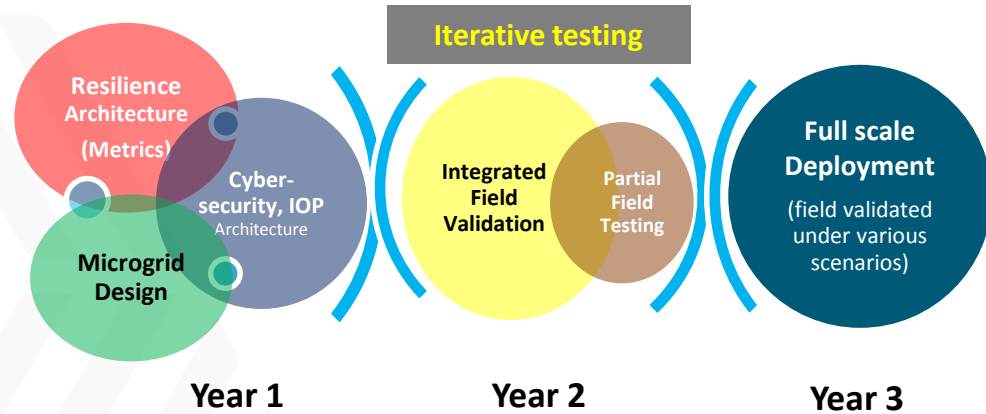 Iterative testing
Resilience
Architecture
(Metrics)
Cyber-
security, IOP
Architecture
Microgrid
Design
Integrated
Field
Validation
Partial
Field
Testing
Full scale
Deployment
(field validated
under various
scenarios)
Year 1
Year 2
Year 3